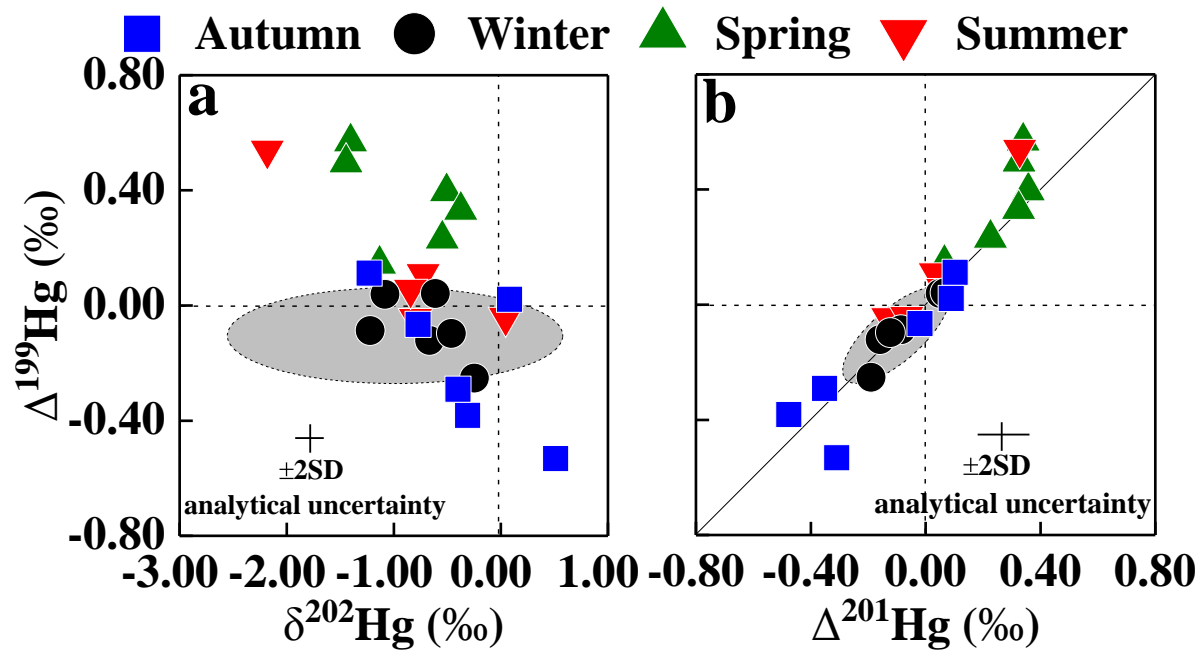 Autumn Winter Spring Summer
a
b
0.80
0.40
0.00
-0.40
-0.80
Δ¹⁹⁹Hg (‰)
±2SD
analytical uncertainty
±2SD
analytical uncertainty
-3.00 -2.00 -1.00 0.00 1.00
-0.80 -0.40 0.00 0.40 0.80
δ²⁰²Hg (‰)
Δ²⁰¹Hg (‰)